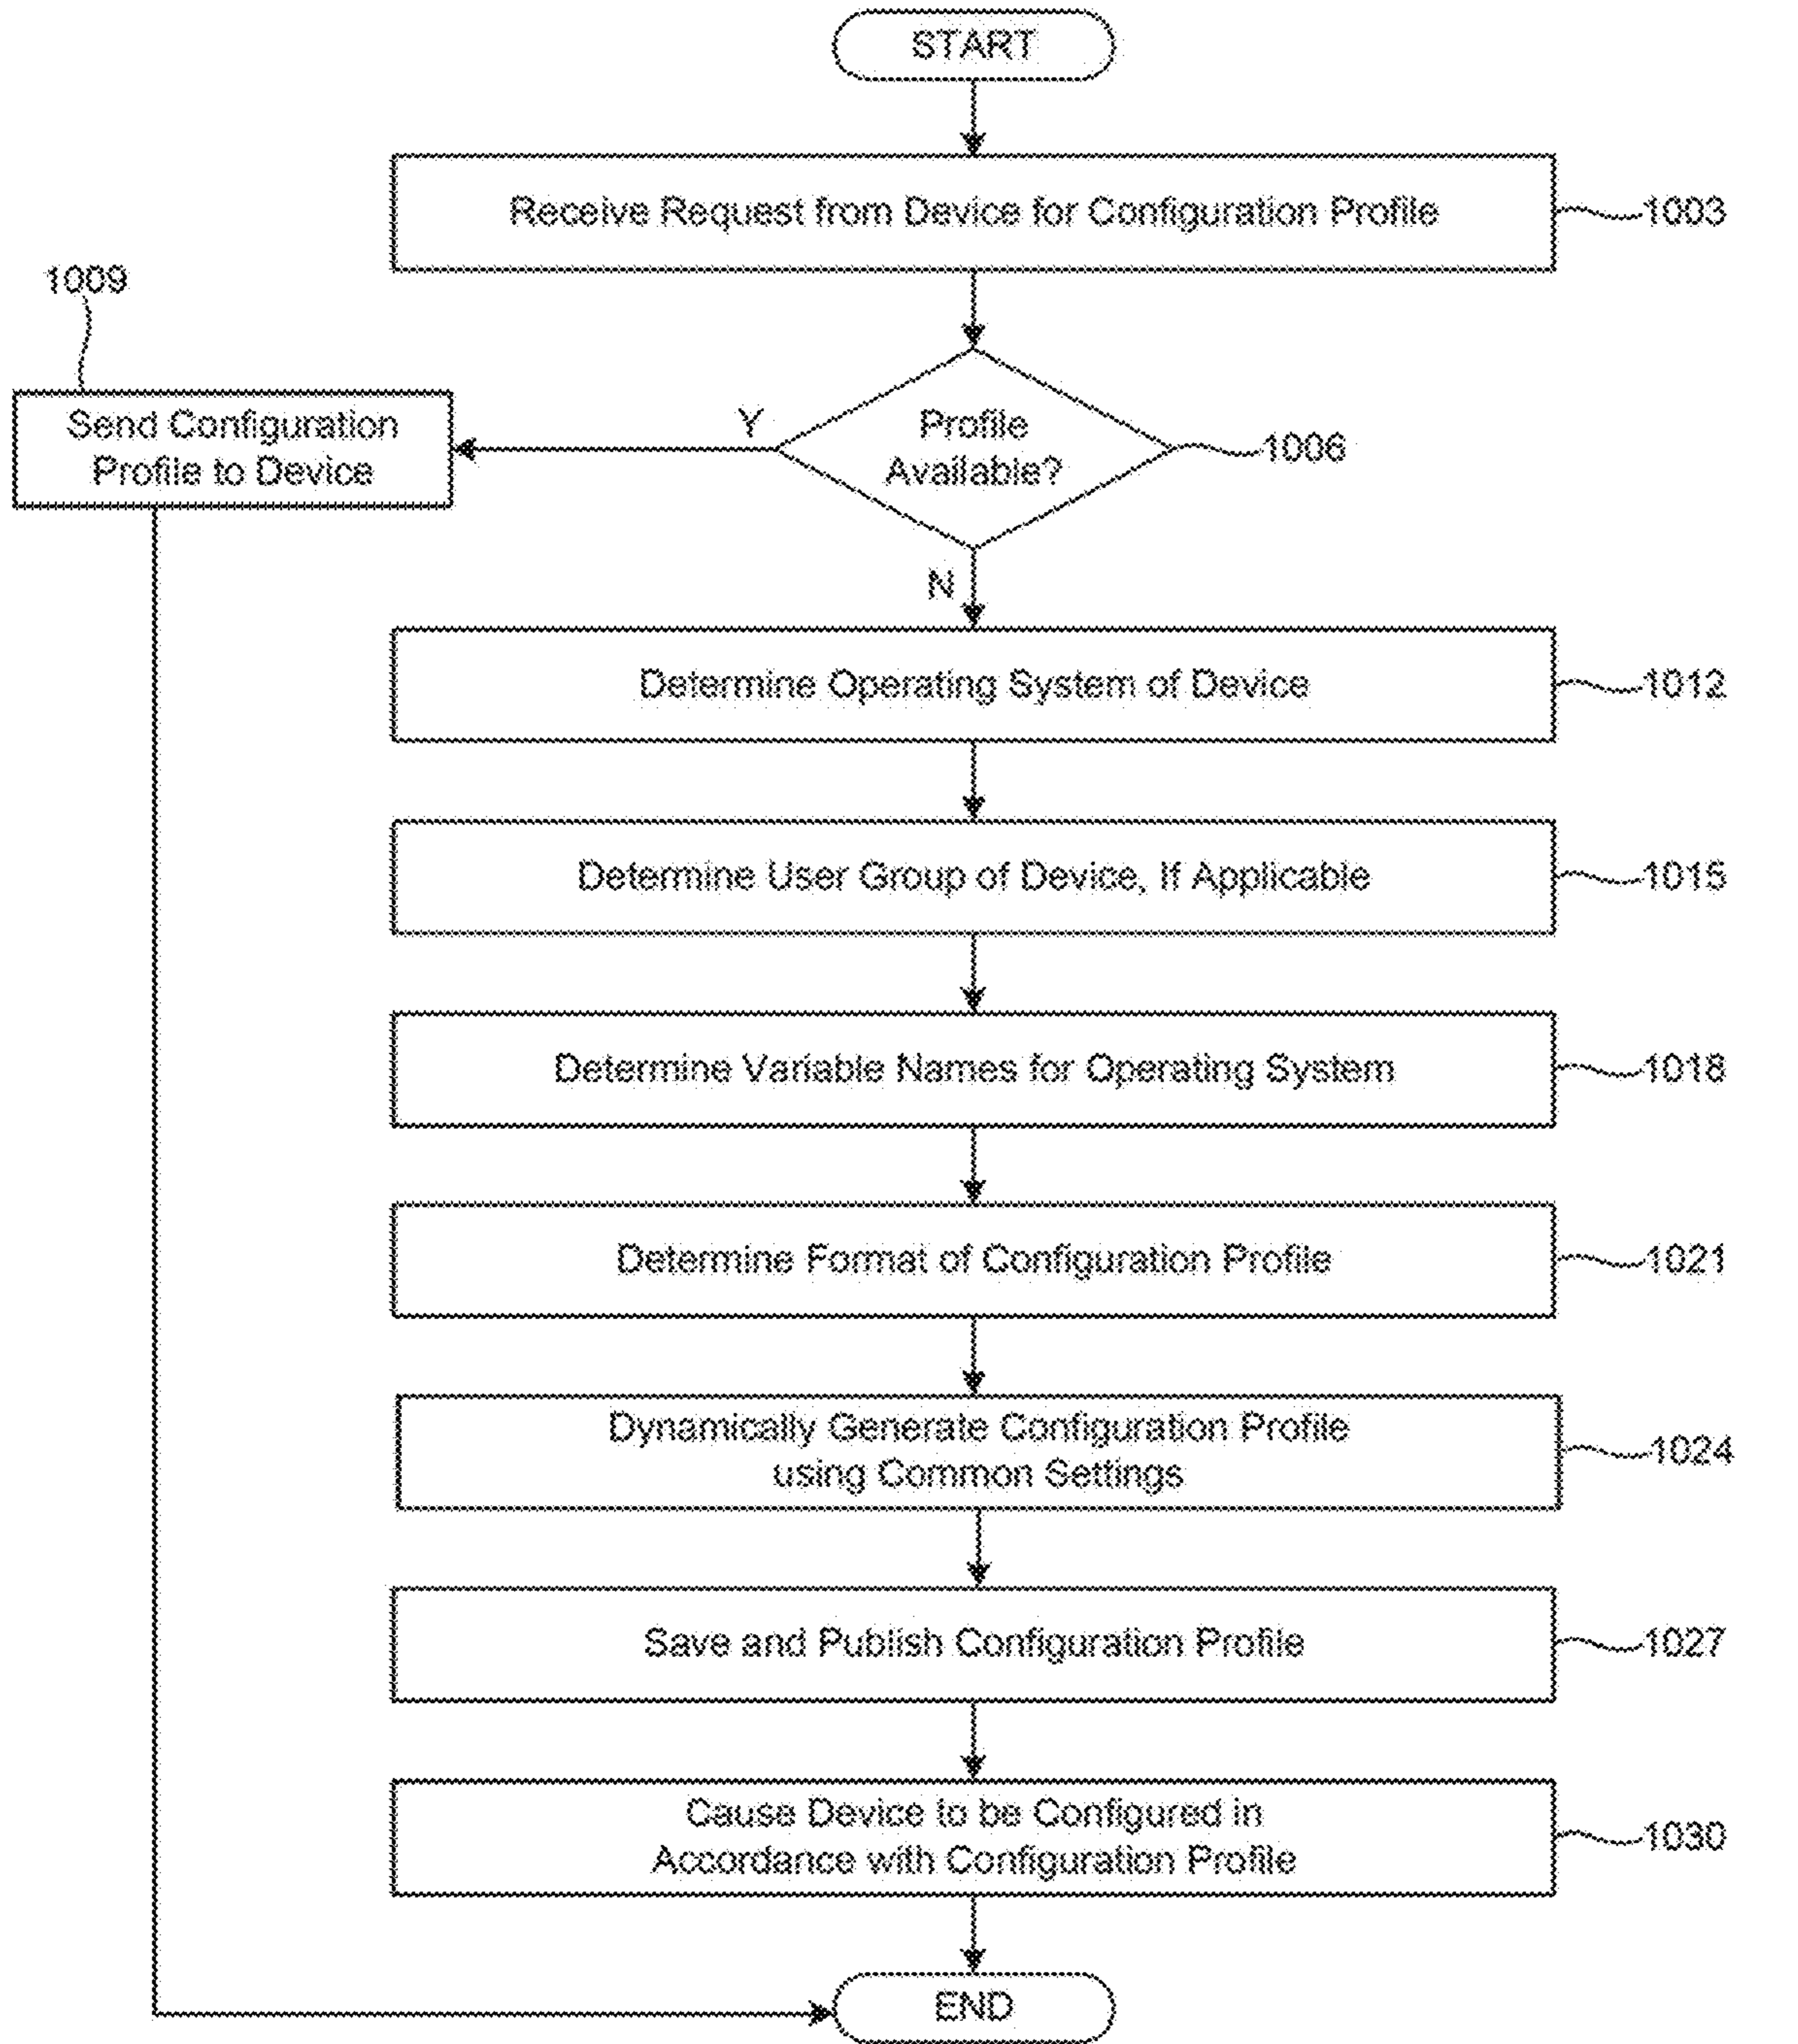 START
Receive Request from Device for Configuration Profile
1003
1009
Send Configuration
Profile to Device
Y
Profile
Available?
1006
N
Determine Operating System of Device
1012
Determine User Group of Device, If Applicable
1015
Determine Variable Names for Operating System
1018
Determine Format of Configuration Profile
1021
Dynamically Generate Configuration Profile
using Common Settings
1024
Save and Publish Configuration Profile
1027
Cause Device to be Configured in
Accordance with Configuration Profile
1030
END